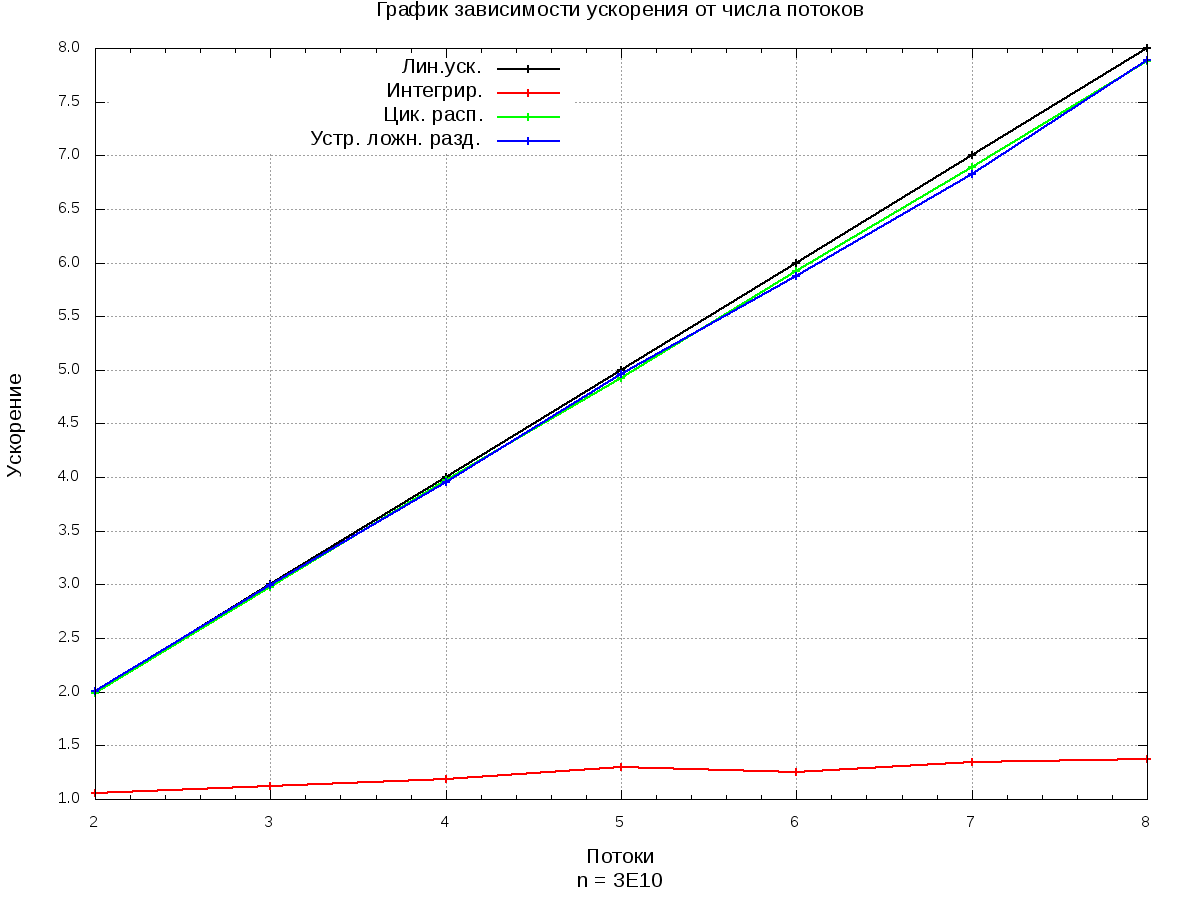 График зависимости ускорения от числа потоков
Лин.уск.
Интегрир.
Цик. расп.
Устр. ложн. разд.
8.0
7.5
7.0
6.5
6.0
5.5
5.0
4.5
4.0
3.5
3.0
2.5
2.0
1.5
1.0
Ускорение
2 3 4 5 6 7 8
Потоки
n = 3E10